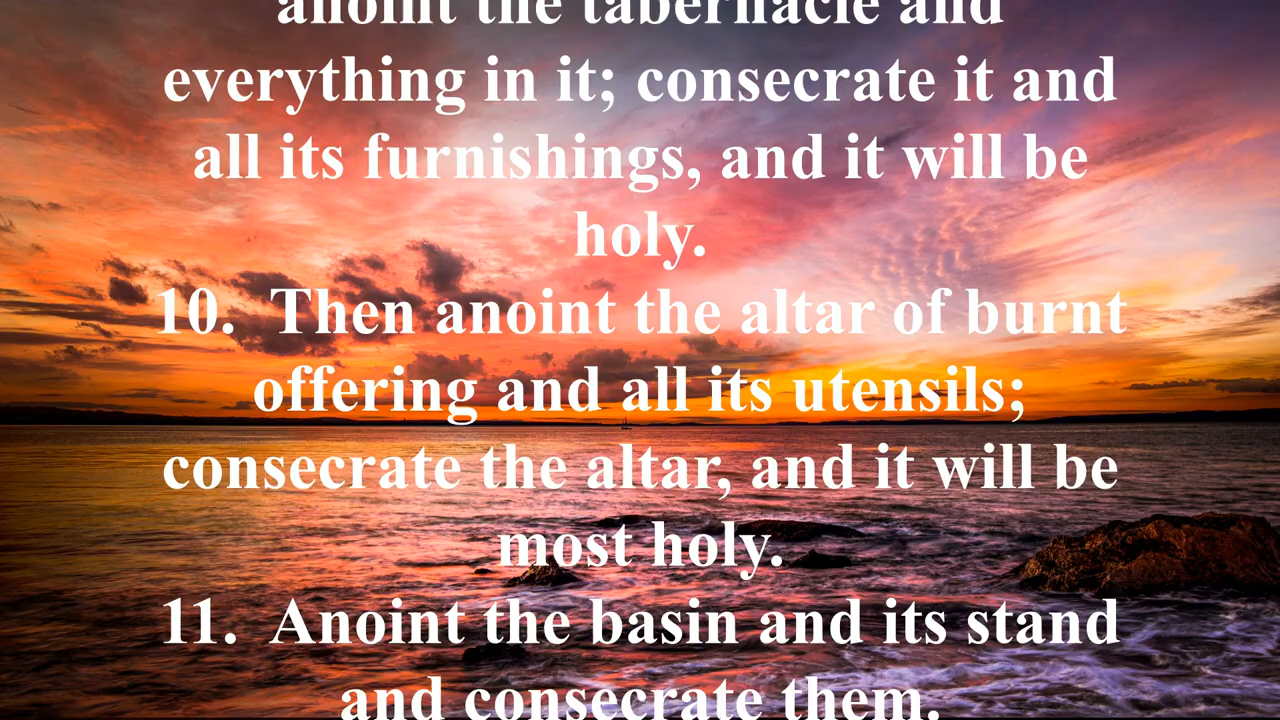 anoint the tabernacle and
everything in it; consecrate it and
all its furnishings, and it will be
holy.
10.  Then anoint the altar of burnt
offering and all its utensils;
consecrate the altar, and it will be
most holy.
11.  Anoint the basin and its stand
and consecrate them.